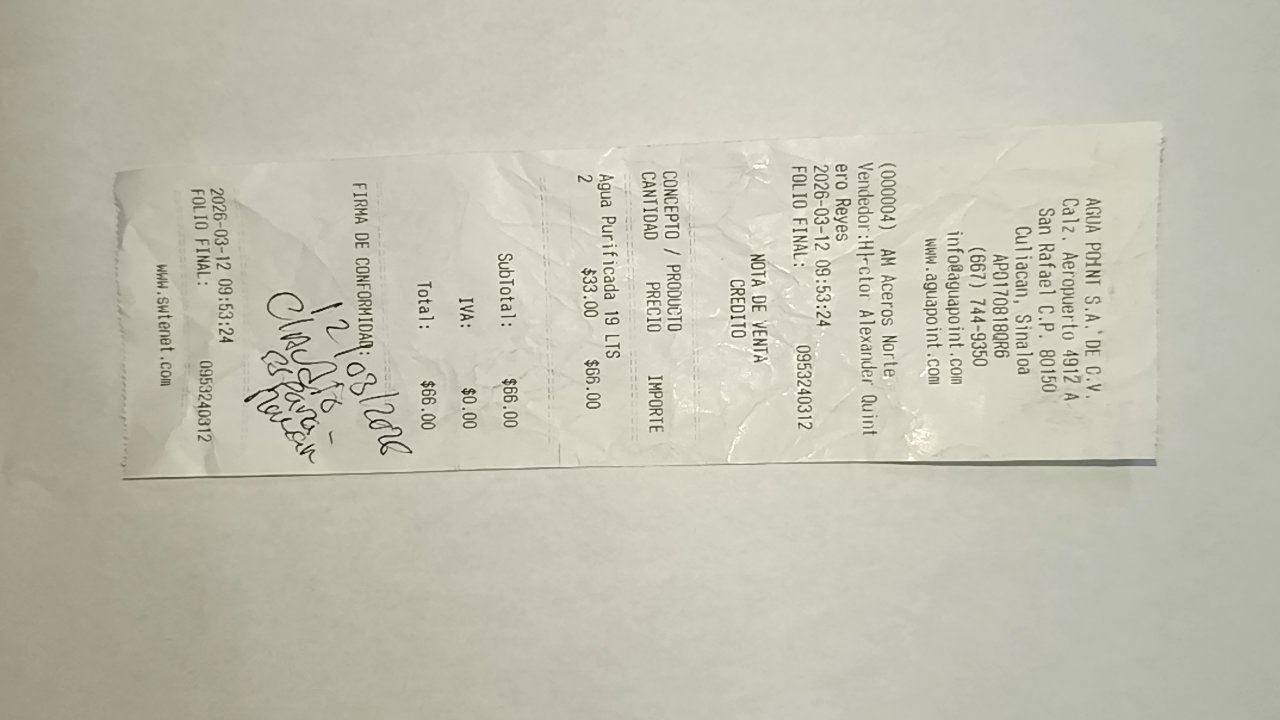 AGUA POINT S.A. DE C.V.
Calz. Aeropuerto 4912 A
San Rafael C.P. 80150
Culiacan, Sinaloa
APO170818QR6
(667) 744-9350
info@aguapoint.com
www.aguapoint.com
(000004) AM Aceros Norte
Vendedor:H├ctor Alexander Quint
ero Reyes
2026-03-12 09:53:24
FOLIO FINAL: 0953240312
NOTA DE VENTA
CREDITO
CONCEPTO / PRODUCTO
CANTIDAD PRECIO IMPORTE
Agua Purificada 19 LTS
2 $33.00 $66.00
SubTotal: $66.00
IVA: $0.00
Total: $66.00
FIRMA DE CONFORMIDAD:
12/03/2026
Claudia
2026-03-12 09:53:24
FOLIO FINAL: 0953240312
www.swtenet.com